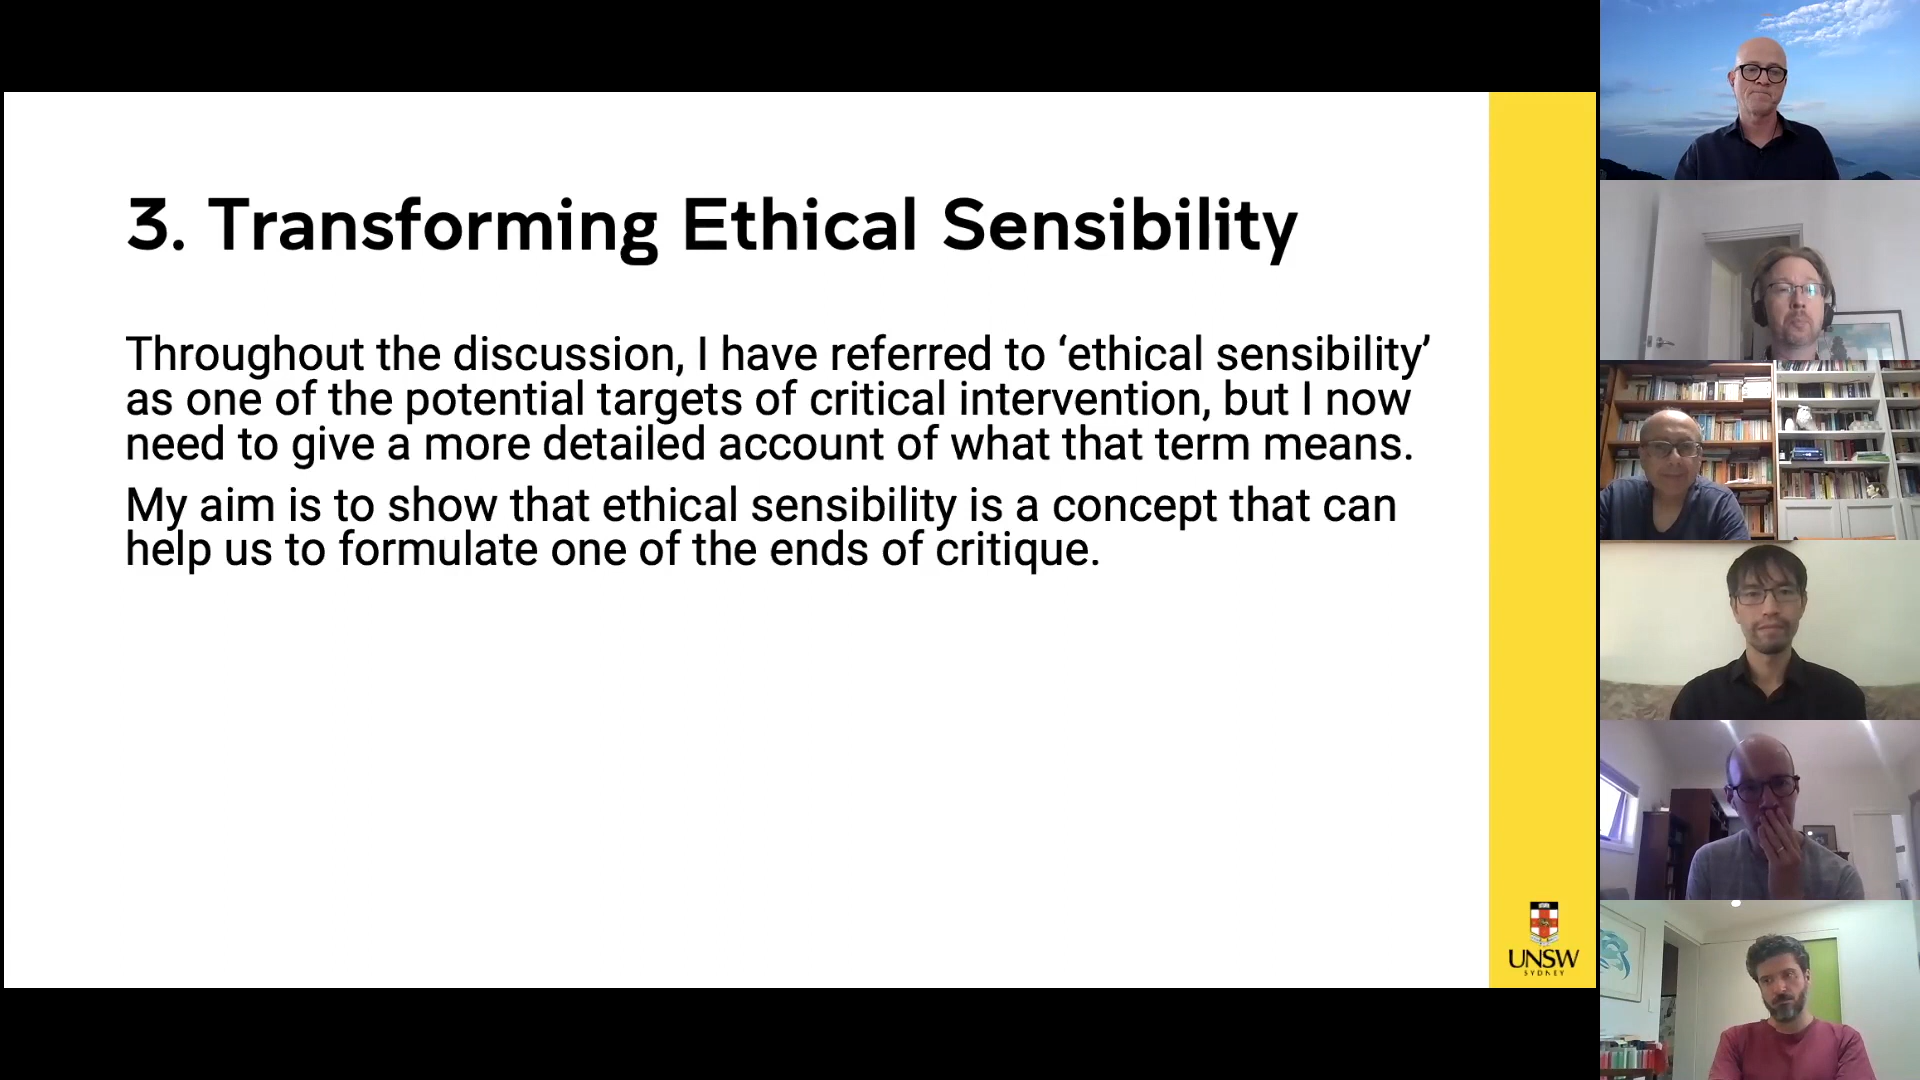 3. Transforming Ethical Sensibility
Throughout the discussion, I have referred to ‘ethical sensibility’
as one of the potential targets of critical intervention, but I now
need to give a more detailed account of what that term means.
My aim is to show that ethical sensibility is a concept that can
help us to formulate one of the ends of critique.
UNSW
SYDNEY